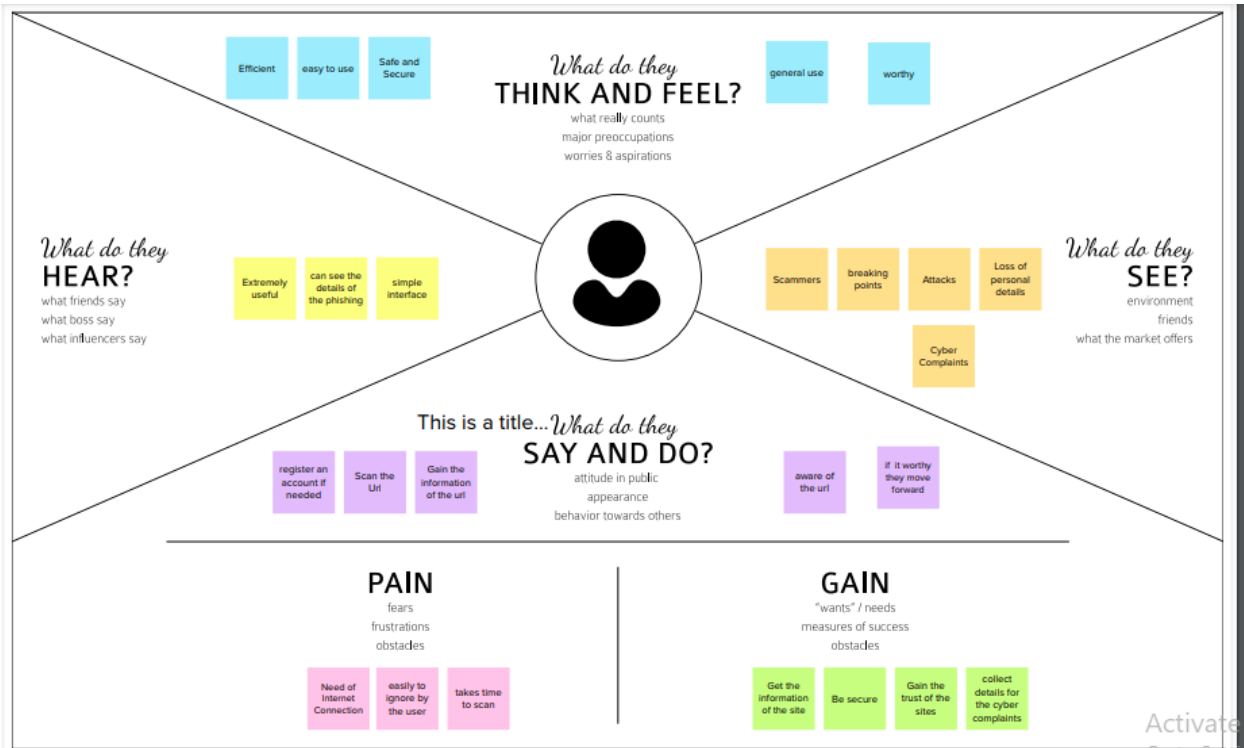 Efficient
easy to use
Safe and
Secure
What do they
THINK AND FEEL?
what really counts
major preoccupations
worries & aspirations
general use
worthy
What do they
HEAR?
what friends say
what boss say
what influencers say
Extremely
useful
can see the
details of
the phishing
simple
interface
Scammers
breaking
points
Attacks
Loss of
personal
details
Cyber
Complaints
What do they
SEE?
environment
friends
what the market offers
This is a title...
What do they
SAY AND DO?
attitude in public
appearance
behavior towards others
register an
account if
needed
Scan the
Url
Gain the
information
of the url
aware of
the url
if it worthy
they move
forward
PAIN
fears
frustrations
obstacles
Need of
Internet
Connection
easily to
ignore by
the user
takes time
to scan
GAIN
"wants" / needs
measures of success
obstacles
Get the
information
of the site
Be secure
Gain the
trust of the
sites
collect
details for
the cyber
complaints
Activate